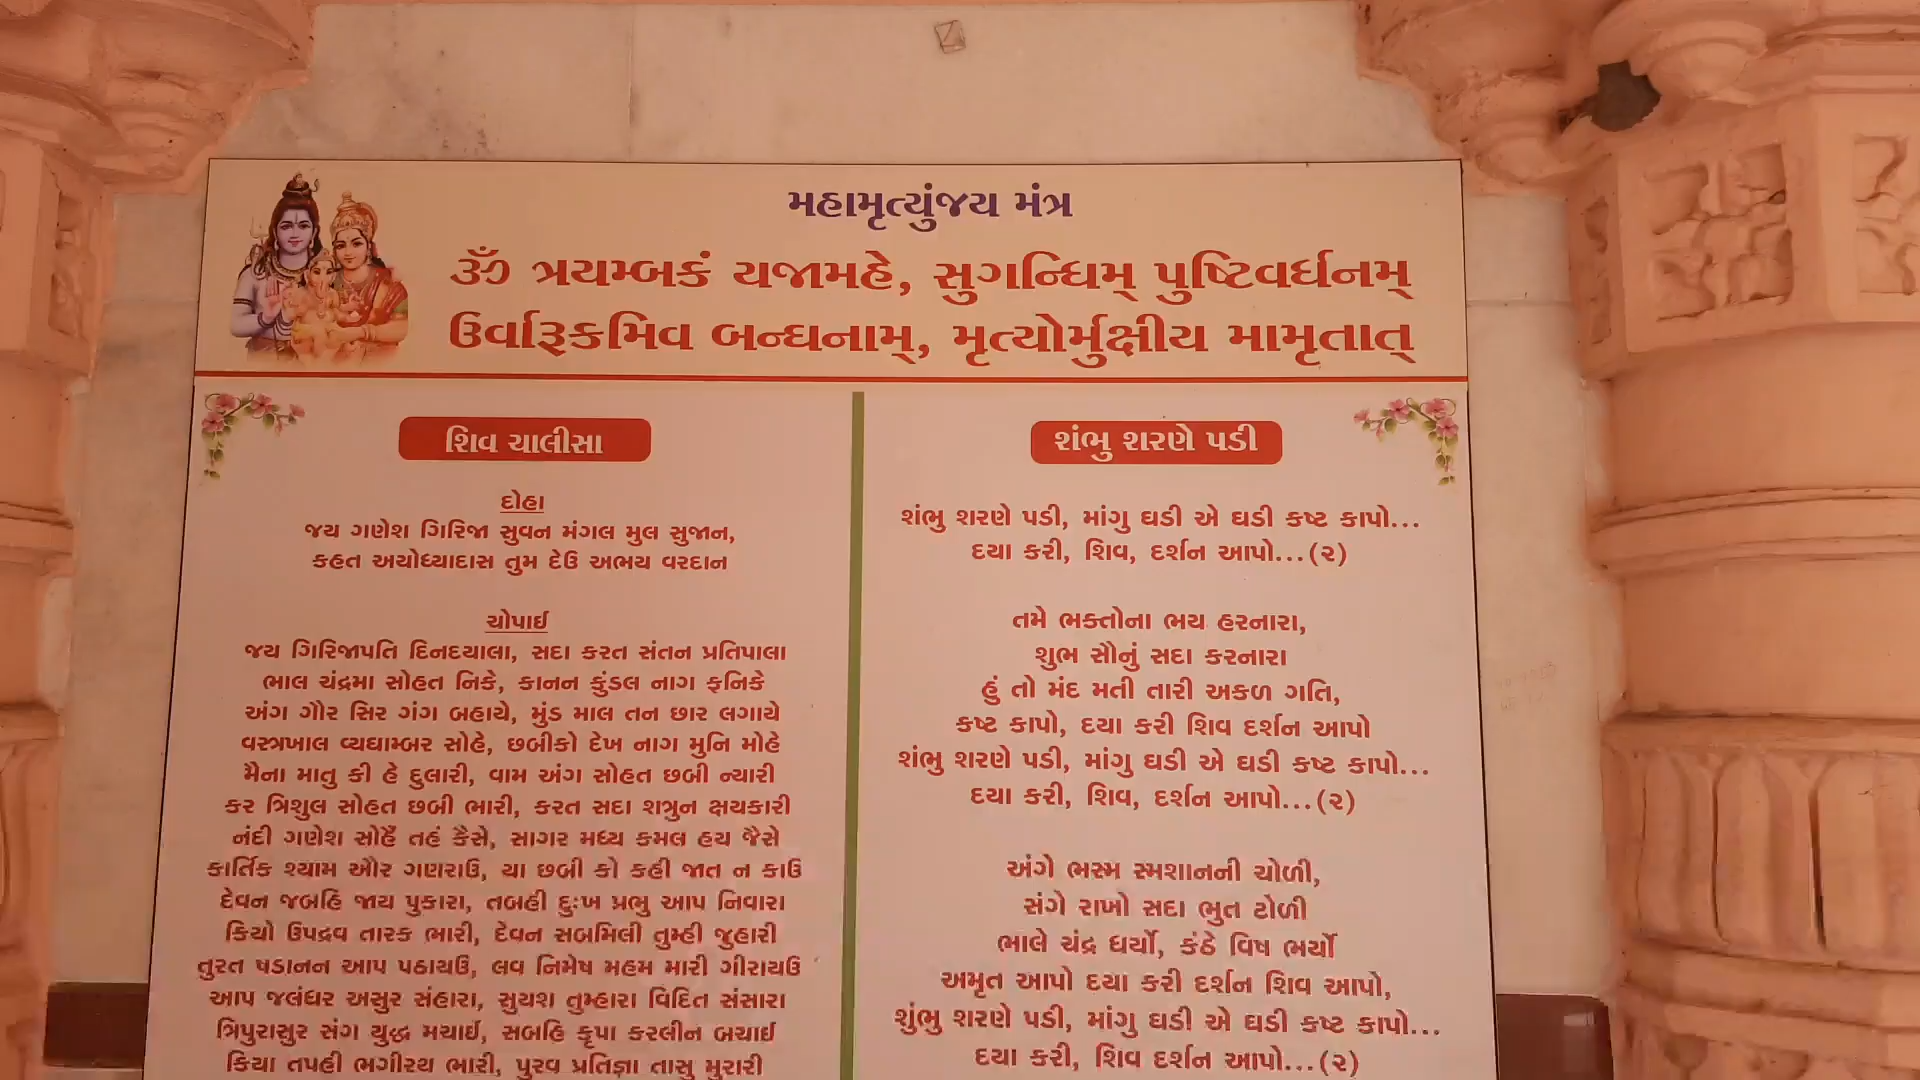 મહામૃત્યુંજય મંત્ર
ૐ ત્રયમ્બકં યજામહે, સુગન્ધિમ્ પુષ્ટિવર્ધનમ્
ઉર્વારૂકમિવ બન્ધનામ્, મૃત્યોર્મુક્ષીય મામૃતાત્
શિવ ચાલીસા
દોહા
જય ગણેશ ગિરિજા સુવન મંગલ મુલ સુજાન,
કહત અયોધ્યાદાસ તુમ દેઉ અભય વરદાન
ચોપાઈ
જય ગિરિજાપતિ દિનદયાલા, સદા કરત સંતન પ્રતિપાલા
ભાલ ચંદ્રમા સોહત નિકે, કાનન કુંડલ નાગ ફનિકે
અંગ ગૌર સિર ગંગ બહાયે, મુંડ માલ તન છાર લગાયે
વસ્ત્રખાલ વ્યઘામ્બર સોહે, છબીકો દેખ નાગ મુનિ મોહે
મૈના માતુ કી હે દુલારી, વામ અંગ સોહત છબી ન્યારી
કર ત્રિશુલ સોહત છબી ભારી, કરત સદા શત્રુન ક્ષયકારી
નંદી ગણેશ સોહૈં તહં કૈસે, સાગર મધ્ય કમલ હય જૈસે
કાર્તિક શ્યામ ઔર ગણરાઉ, યા છબી કો કહી જાત ન કાઉ
દેવન જબહિ જાય પુકારા, તબહી દુઃખ પ્રભુ આપ નિવારા
કિયો ઉપદ્રવ તારક ભારી, દેવન સબમિલી તુમ્હી જુહારી
તુરત ષડાનન આપ પઠાયઉ, લવ નિમેષ મહમ મારી ગીરાયઉ
આપ જલંધર અસુર સંહારા, સુયશ તુમ્હારા વિદિત સંસારા
ત્રિપુરાસુર સંગ યુદ્ધ મચાઈ, સબહિ કૃપા કરલીન બચાઈ
કિયા તપહી ભગીરથ ભારી, પુરવ પ્રતિજ્ઞા તાસુ મુરારી
શંભુ શરણે પડી
શંભુ શરણે પડી, માંગુ ઘડી એ ઘડી કષ્ટ કાપો...
દયા કરી, શિવ, દર્શન આપો...(૨)
તમે ભક્તોના ભય હરનારા,
શુભ સૌનું સદા કરનારા
હું તો મંદ મતી તારી અકળ ગતિ,
કષ્ટ કાપો, દયા કરી શિવ દર્શન આપો
શંભુ શરણે પડી, માંગુ ઘડી એ ઘડી કષ્ટ કાપો...
દયા કરી, શિવ, દર્શન આપો...(૨)
અંગે ભસ્મ સ્મશાનની ચોળી,
સંગે રાખો સદા ભુત ટોળી
ભાલે ચંદ્ર ધર્યો, કંઠે વિષ ભર્યો
અમૃત આપો દયા કરી દર્શન શિવ આપો,
શુંભુ શરણે પડી, માંગુ ઘડી એ ઘડી કષ્ટ કાપો...
દયા કરી, શિવ દર્શન આપો...(૨)